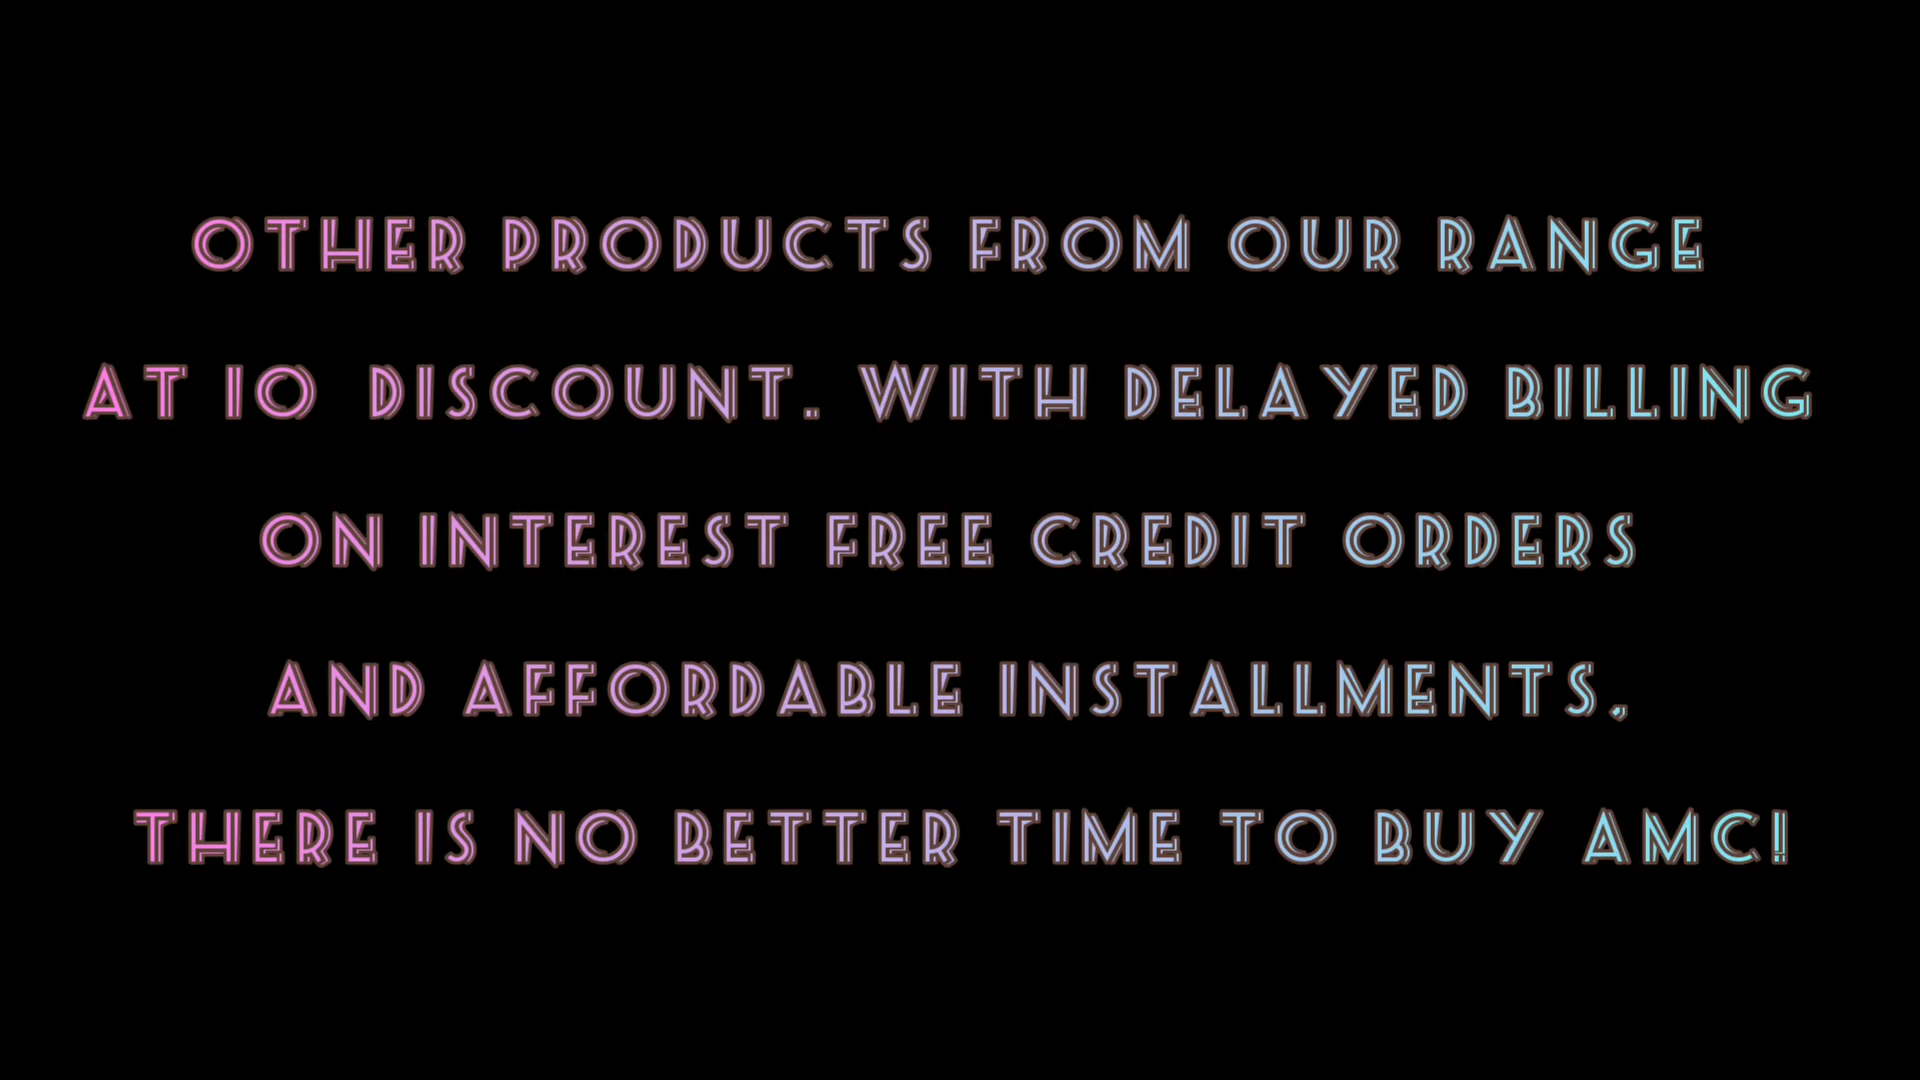 OTHER PRODUCTS FROM OUR RANGE
AT 10 DISCOUNT. WITH DELAYED BILLING
ON INTEREST FREE CREDIT ORDERS
AND AFFORDABLE INSTALLMENTS,
THERE IS NO BETTER TIME TO BUY AMC!